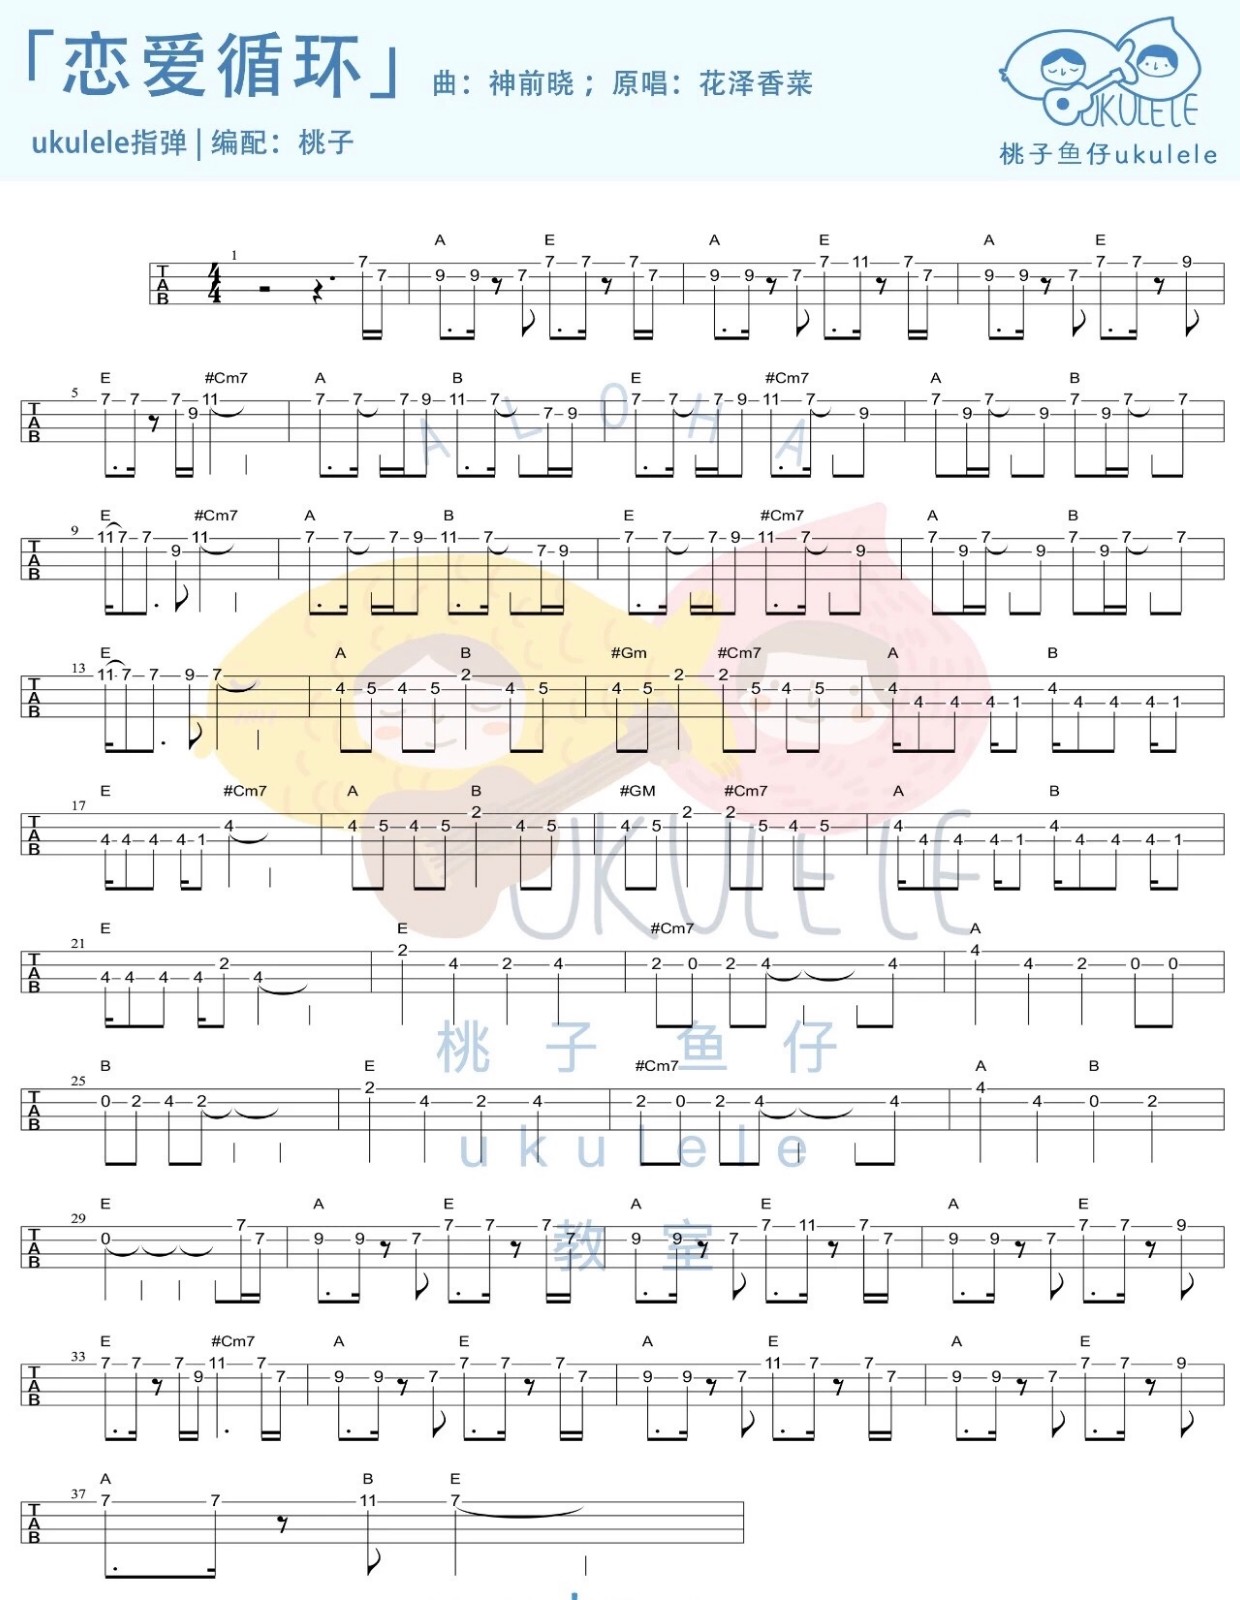 「恋爱循环」 曲：神前晓； 原唱：花泽香菜
ukulele指弹 | 编配：桃子
UKULELE
桃子鱼仔ukulele
A E A E A E
1
TAB 4/4 7 7 9 9 7 7 7 7 7 9 9 7 7 11 7 7 9 9 7 7 7 9
E #Cm7 A B E #Cm7 A B
5
TAB 7 7 7 9 11 7 7 7 9 11 7 7 9 7 7 7 9 11 7 9 7 9 7 9 7 9 7 7
ALOHA
E #Cm7 A B E #Cm7 A B
9
TAB 11 7 7 9 11 7 7 7 9 11 7 7 9 7 7 7 9 11 7 9 7 9 7 9 7 9 7 7
E A B #Gm #Cm7 A B
13
TAB 11 7 7 9 7 4 5 4 5 2 4 5 4 5 2 2 5 4 5 4 4 4 4 1 4 4 4 4 1
E #Cm7 A B #GM #Cm7 A B
17
TAB 4 4 4 4 1 4 4 5 4 5 2 4 5 4 5 2 2 5 4 5 4 4 4 4 1 4 4 4 4 1
UKULELE
E E #Cm7 A
21
TAB 4 4 4 4 2 4 2 4 2 4 2 0 2 4 4 4 4 2 0 0
桃子鱼仔
B E #Cm7 A B
25
TAB 0 2 4 2 2 4 2 4 2 0 2 4 4 4 4 0 2
ukulele
E A E A E A E
29
TAB 0 7 7 9 9 7 7 7 7 7 9 9 7 7 11 7 7 9 9 7 7 7 9
教室
E #Cm7 A E A E A E
33
TAB 7 7 7 9 11 7 7 9 9 7 7 7 7 7 9 9 7 11 7 7 7 9 9 7 7 7 9
A B E
37
TAB 7 7 11 7